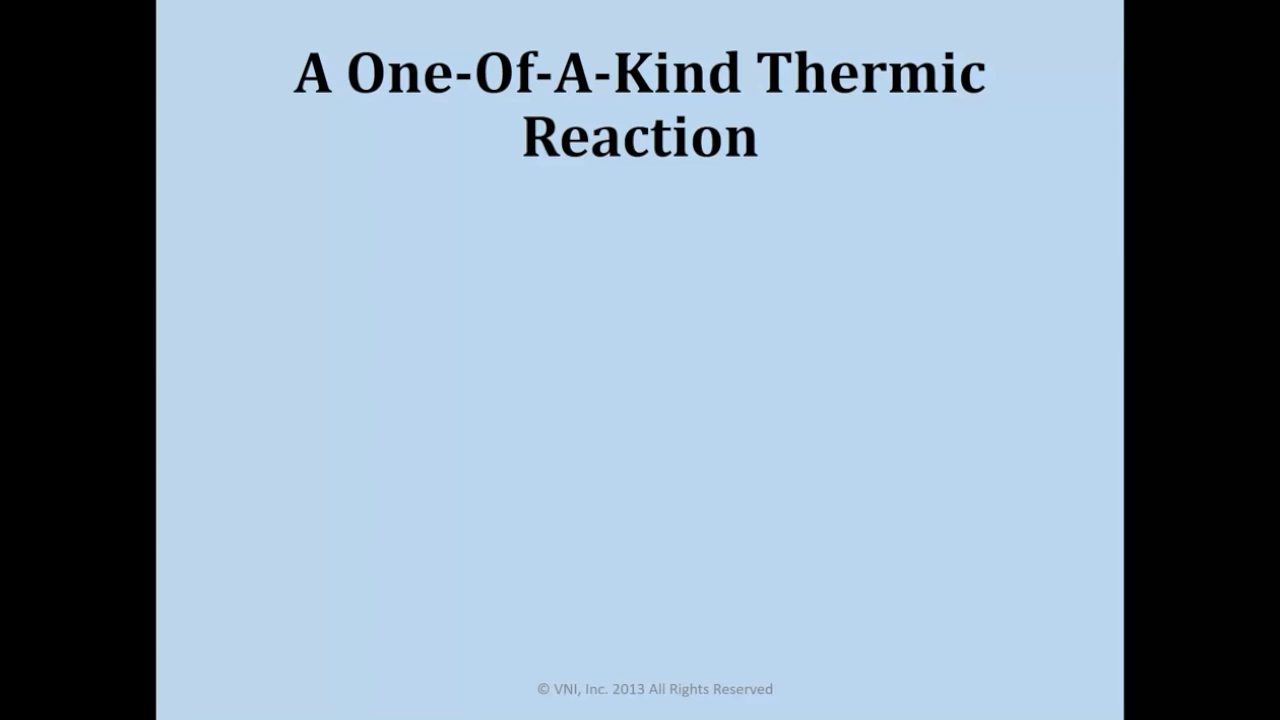 A One-Of-A-Kind Thermic
Reaction
© VNI, Inc. 2013 All Rights Reserved